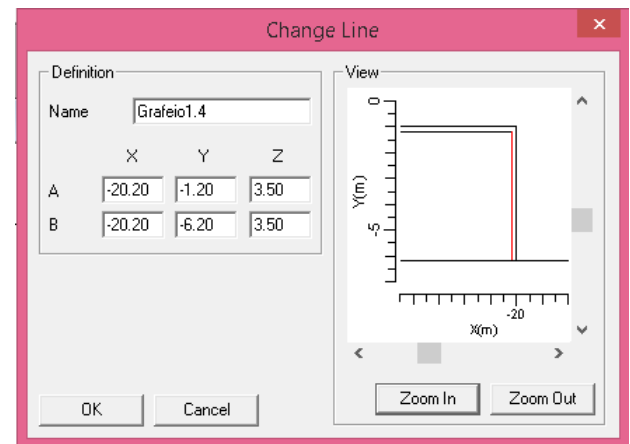 Change Line
Definition
Name Grafeio1.4
X Y Z
A -20.20 -1.20 3.50
B -20.20 -6.20 3.50
OK Cancel
View
0
Y(m)
-5
-20
X(m)
Zoom In Zoom Out